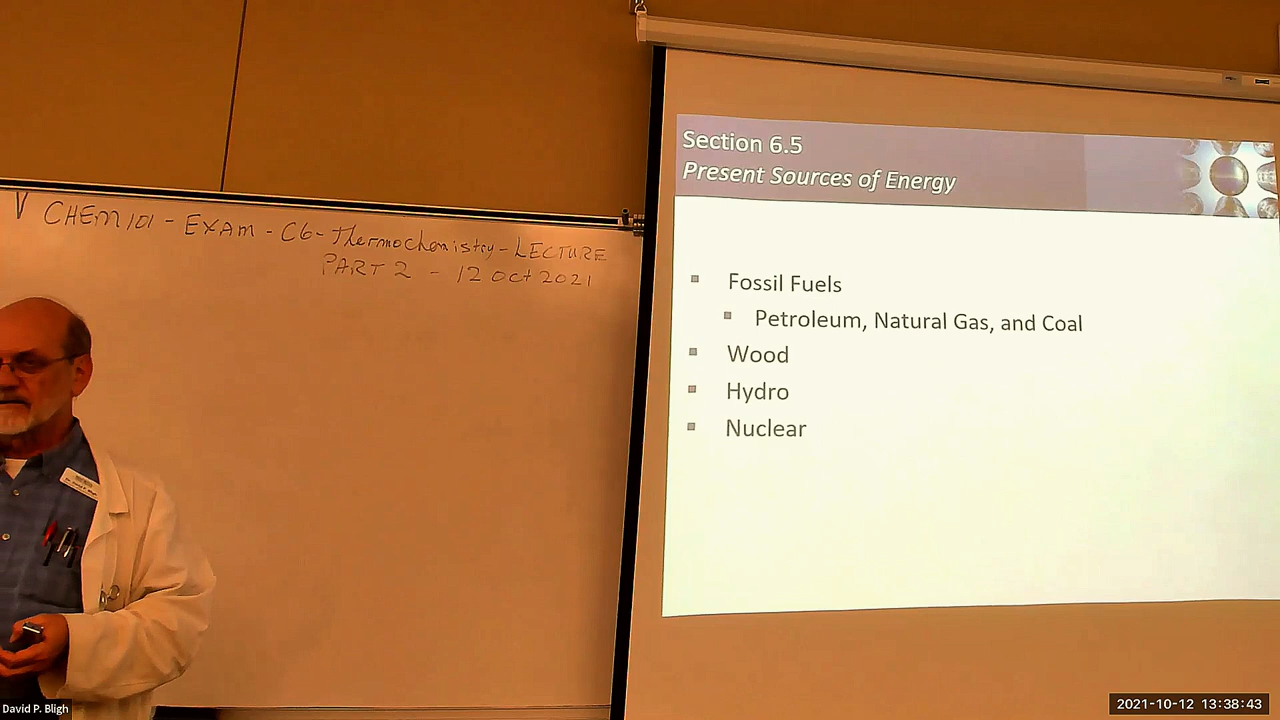 V CHEM 101 - EXAM - C6 - Thermochemistry - LECTURE
PART 2 - 12 Oct 2021
Section 6.5
Present Sources of Energy
Fossil Fuels
Petroleum, Natural Gas, and Coal
Wood
Hydro
Nuclear
David P. Bligh
2021-10-12 13:38:43